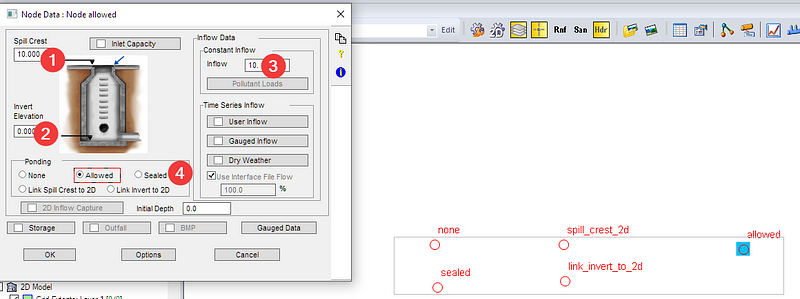 Node Data : Node allowed
Spill Crest
10.000
1
Inlet Capacity
Invert
Elevation
0.000
2
Ponding
None
Allowed
Sealed
4
Link Spill Crest to 2D
Link Invert to 2D
2D Inflow Capture
Initial Depth
0.0
Inflow Data
Constant Inflow
Inflow
10.
3
Pollutant Loads
Time Series Inflow
User Inflow
Gauged Inflow
Dry Weather
Use Interface File Flow
100.0
%
Storage
Outfall
BMP
Gauged Data
OK
Options
Cancel
2D Model
Edit
2D
Rnf
San
Hdr
none
spill_crest_2d
allowed
sealed
link_invert_to_2d